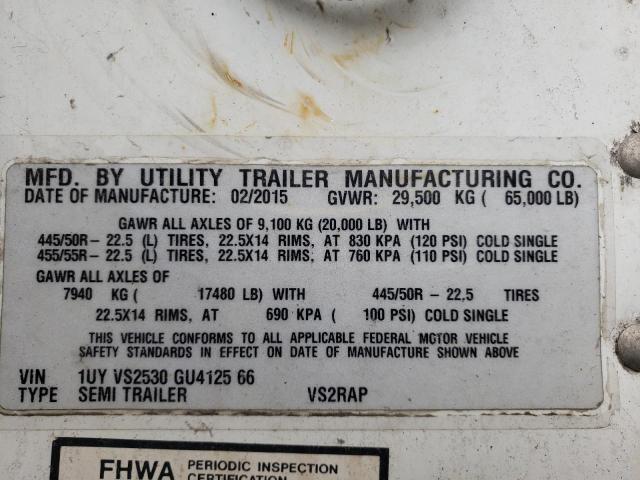 MFD. BY UTILITY TRAILER MANUFACTURING CO.
DATE OF MANUFACTURE: 02/2015 GVWR: 29,500 KG ( 65,000 LB)
GAWR ALL AXLES OF 9,100 KG (20,000 LB) WITH
445/50R- 22.5 (L) TIRES, 22.5X14 RIMS, AT 830 KPA (120 PSI) COLD SINGLE
455/55R- 22.5 (L) TIRES, 22.5X14 RIMS, AT 760 KPA (110 PSI) COLD SINGLE
GAWR ALL AXLES OF
7940 KG ( 17480 LB) WITH 445/50R - 22,5 TIRES
22.5X14 RIMS, AT 690 KPA ( 100 PSI) COLD SINGLE
THIS VEHICLE CONFORMS TO ALL APPLICABLE FEDERAL MOTOR VEHICLE
SAFETY STANDARDS IN EFFECT ON DATE OF MANUFACTURE SHOWN ABOVE
VIN 1UY VS2530 GU4125 66
TYPE SEMI TRAILER VS2RAP
FHWA PERIODIC INSPECTION
CERTIFICATION